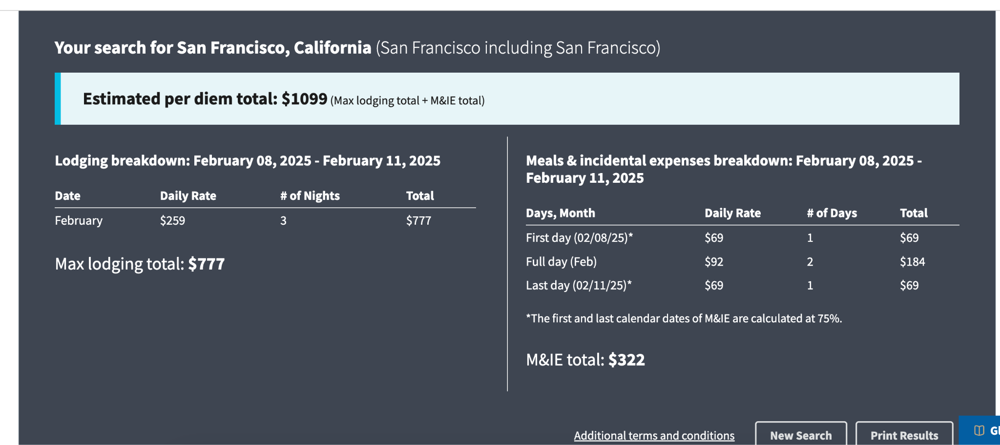 Your search for San Francisco, California (San Francisco including San Francisco)
Estimated per diem total: $1099 (Max lodging total + M&IE total)
Lodging breakdown: February 08, 2025 - February 11, 2025
Date Daily Rate # of Nights Total
February $259 3 $777
Max lodging total: $777
Meals & incidental expenses breakdown: February 08, 2025 -
February 11, 2025
Days, Month Daily Rate # of Days Total
First day (02/08/25)* $69 1 $69
Full day (Feb) $92 2 $184
Last day (02/11/25)* $69 1 $69
*The first and last calendar dates of M&IE are calculated at 75%.
M&IE total: $322
Additional terms and conditions New Search Print Results